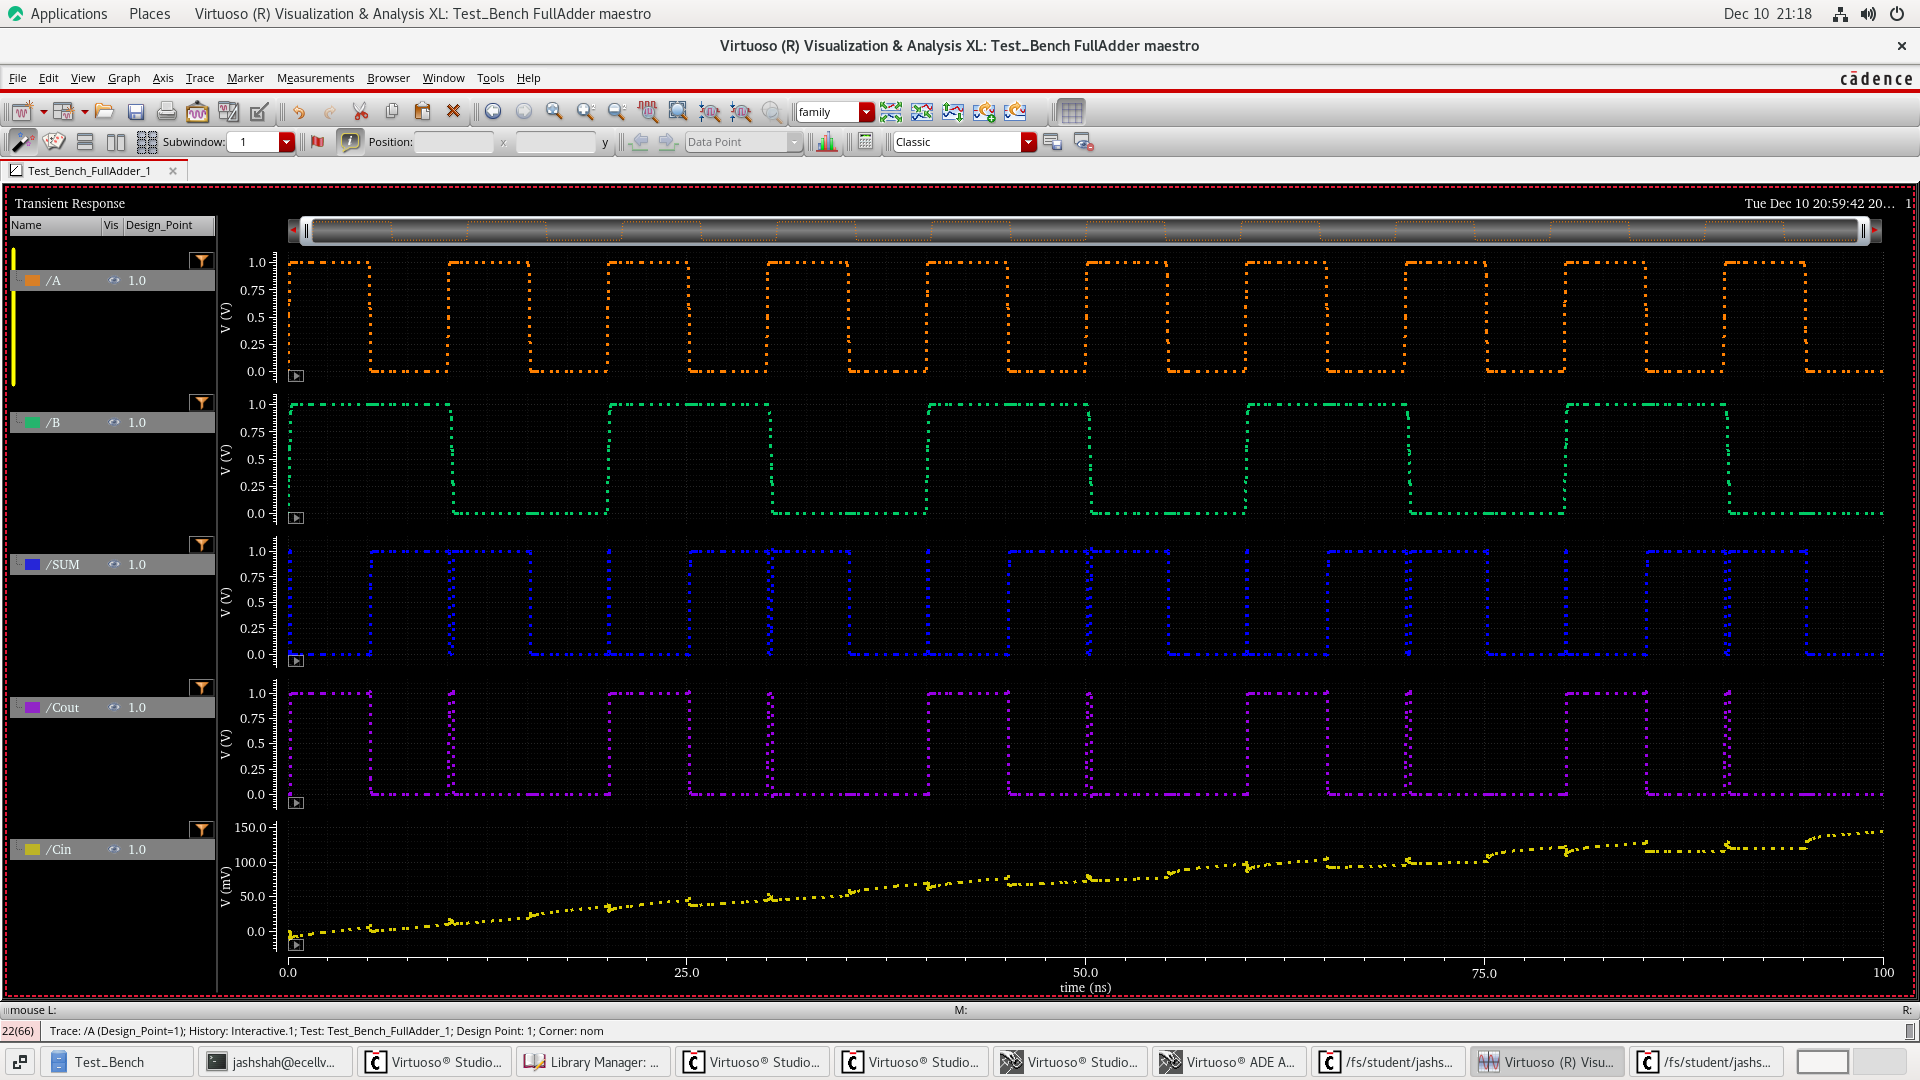 Applications Places Virtuoso (R) Visualization & Analysis XL: Test_Bench FullAdder maestro Dec 10 21:18
Virtuoso (R) Visualization & Analysis XL: Test_Bench FullAdder maestro
File Edit View Graph Axis Trace Marker Measurements Browser Window Tools Help cādence
family
Subwindow: 1 Position: x y Data Point Classic
Test_Bench_FullAdder_1
Transient Response Tue Dec 10 20:59:42 20... 1
Name Vis Design_Point
/A 1.0
1.0
0.75
0.5
0.25
0.0
V (V)
/B 1.0
1.0
0.75
0.5
0.25
0.0
V (V)
/SUM 1.0
1.0
0.75
0.5
0.25
0.0
V (V)
/Cout 1.0
1.0
0.75
0.5
0.25
0.0
V (V)
/Cin 1.0
150.0
100.0
50.0
0.0
V (mV)
0.0 25.0 50.0 75.0 100
time (ns)
mouse L: M: R:
22(66) Trace: /A (Design_Point=1); History: Interactive.1; Test: Test_Bench_FullAdder_1; Design Point: 1; Corner: nom
Test_Bench jashshah@ecellv... Virtuoso® Studio... Library Manager: ... Virtuoso® Studio... Virtuoso® Studio... Virtuoso® Studio... Virtuoso® ADE A... /fs/student/jashs... Virtuoso (R) Visu... /fs/student/jashs...